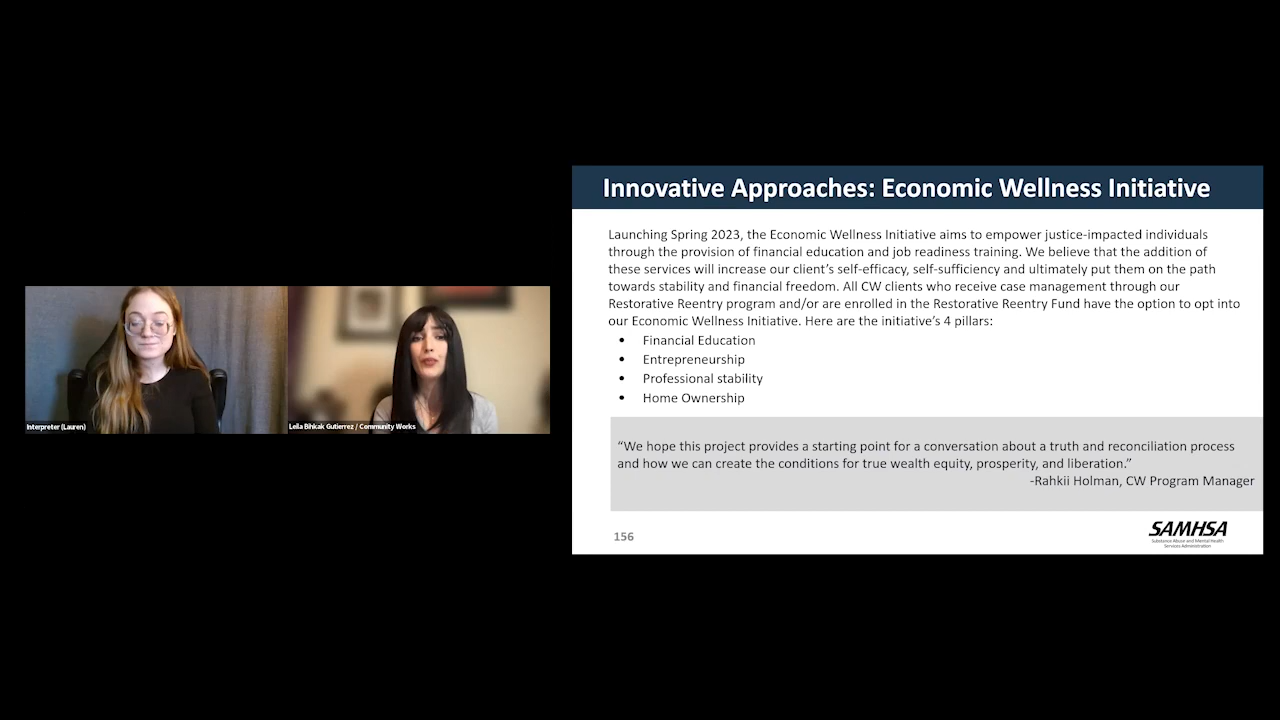 Innovative Approaches: Economic Wellness Initiative
Launching Spring 2023, the Economic Wellness Initiative aims to empower justice-impacted individuals
through the provision of financial education and job readiness training. We believe that the addition of
these services will increase our client’s self-efficacy, self-sufficiency and ultimately put them on the path
towards stability and financial freedom. All CW clients who receive case management through our
Restorative Reentry program and/or are enrolled in the Restorative Reentry Fund have the option to opt into
our Economic Wellness Initiative. Here are the initiative’s 4 pillars:
• Financial Education
• Entrepreneurship
• Professional stability
• Home Ownership
“We hope this project provides a starting point for a conversation about a truth and reconciliation process
and how we can create the conditions for true wealth equity, prosperity, and liberation.”
-Rahkii Holman, CW Program Manager
156
SAMHSA
Substance Abuse and Mental Health
Services Administration
Interpreter (Lauren)
Leila Bihkak Gutierrez / Community Works